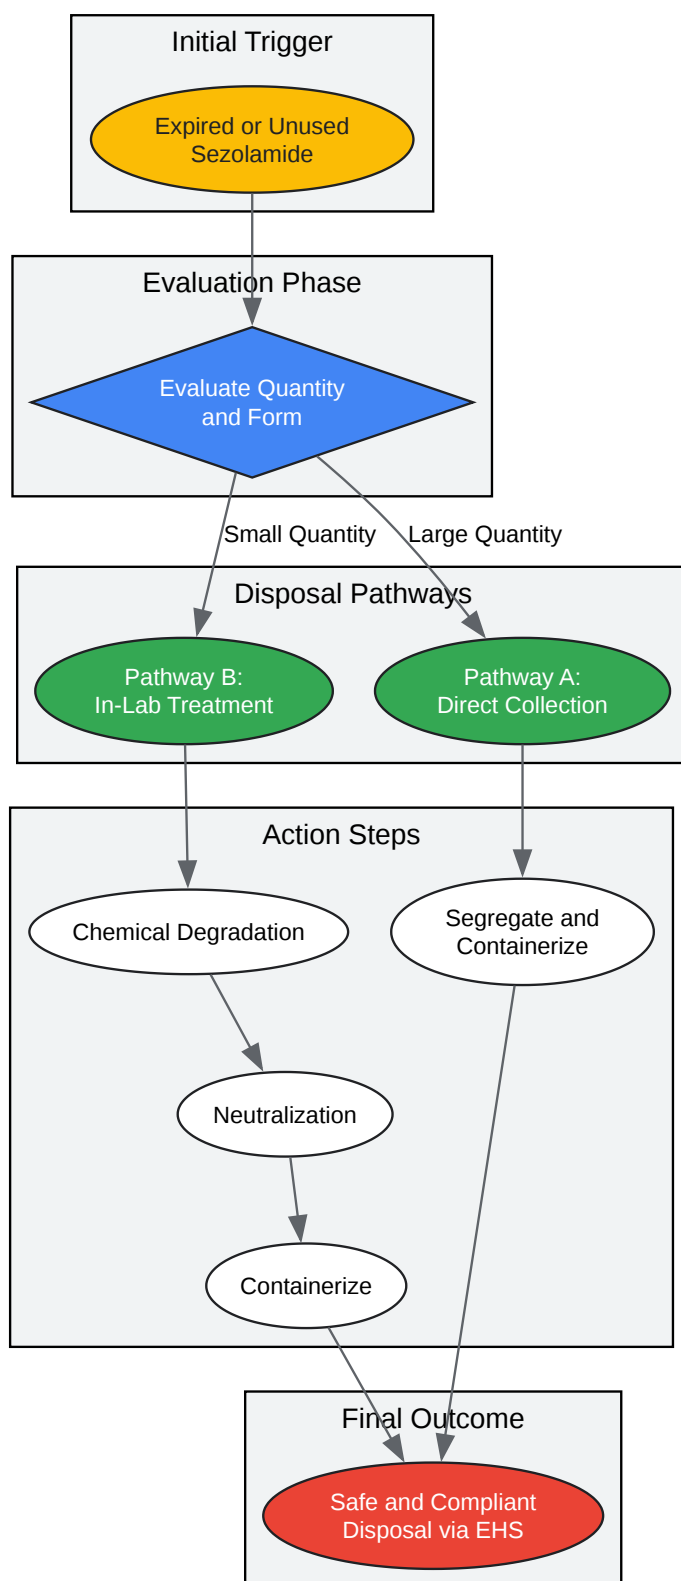 Initial Trigger
Expired or Unused
Sezolamide
Evaluation Phase
Evaluate Quantity
and Form
Small Quantity
Large Quantity
Disposal Pathways
Pathway B:
In-Lab Treatment
Pathway A:
Direct Collection
Action Steps
Chemical Degradation
Segregate and
Containerize
Neutralization
Containerize
Final Outcome
Safe and Compliant
Disposal via EHS